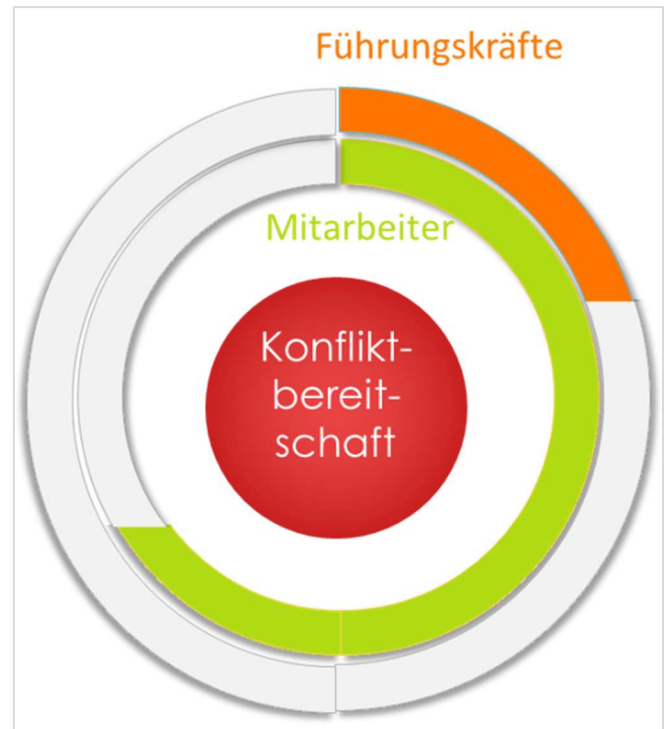 Führungskräfte
Mitarbeiter
Konflikt-
bereit-
schaft